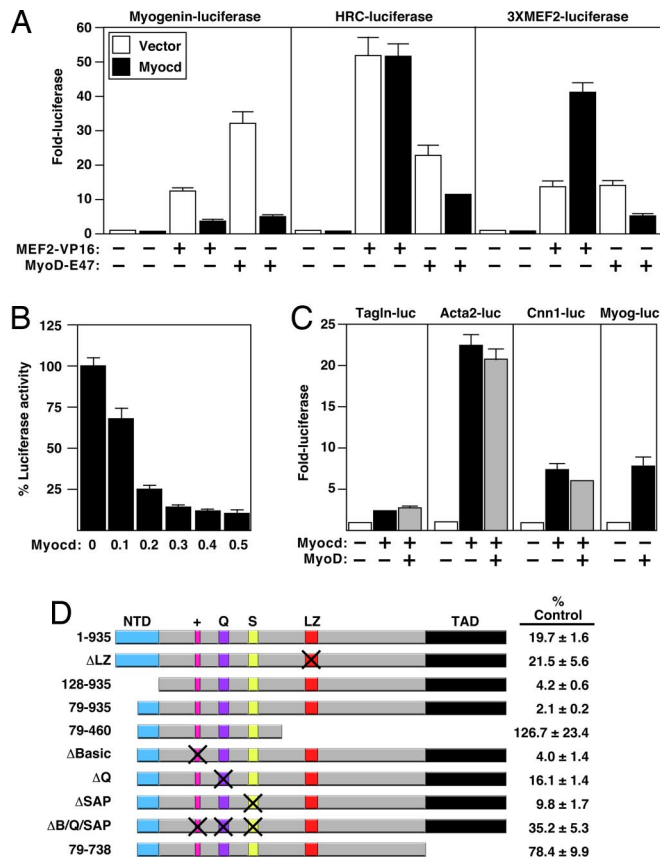 A
Myogenin-luciferase HRC-luciferase 3XMEF2-luciferase
Vector
Myocd
Fold-luciferase
60
50
40
30
20
10
0
MEF2-VP16: − − + + − − − − + + − − − − + + − −
MyoD-E47: − − − − + + − − − − + + − − − − + +
B
% Luciferase activity
125
100
75
50
25
Myocd: 0 0.1 0.2 0.3 0.4 0.5
C
Tagln-luc Acta2-luc Cnn1-luc Myog-luc
Fold-luciferase
25
20
15
10
5
Myocd: − + + − + + − + + − −
MyoD: − − + − − + − − + − +
D
NTD + Q S LZ TAD % Control
1-935 19.7 ± 1.6
ΔLZ 21.5 ± 5.6
128-935 4.2 ± 0.6
79-935 2.1 ± 0.2
79-460 126.7 ± 23.4
ΔBasic 4.0 ± 1.4
ΔQ 16.1 ± 1.4
ΔSAP 9.8 ± 1.7
ΔB/Q/SAP 35.2 ± 5.3
79-738 78.4 ± 9.9